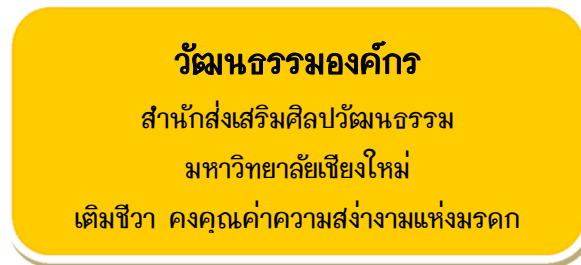 วัฒนธรรมองค์กร
สำนักส่งเสริมศิลปวัฒนธรรม
มหาวิทยาลัยเชียงใหม่
เติมชีวา คงคุณค่าความสง่างามแห่งมรดก